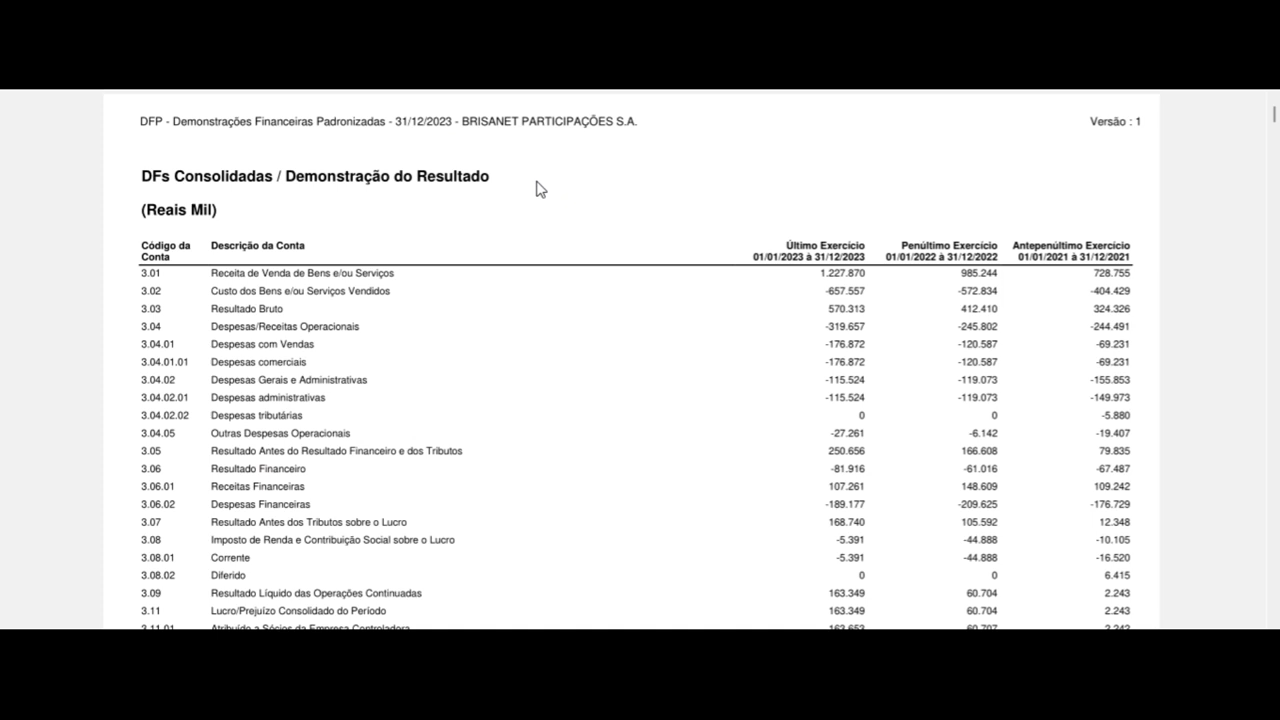 DFP - Demonstrações Financeiras Padronizadas - 31/12/2023 - BRISANET PARTICIPAÇÕES S.A. Versão : 1
DFs Consolidadas / Demonstração do Resultado
(Reais Mil)
Código da Conta Descrição da Conta Último Exercício 01/01/2023 à 31/12/2023 Penúltimo Exercício 01/01/2022 à 31/12/2022 Antepenúltimo Exercício 01/01/2021 à 31/12/2021
3.01 Receita de Venda de Bens e/ou Serviços 1.227.870 985.244 728.755
3.02 Custo dos Bens e/ou Serviços Vendidos -657.557 -572.834 -404.429
3.03 Resultado Bruto 570.313 412.410 324.326
3.04 Despesas/Receitas Operacionais -319.657 -245.802 -244.491
3.04.01 Despesas com Vendas -176.872 -120.587 -69.231
3.04.01.01 Despesas comerciais -176.872 -120.587 -69.231
3.04.02 Despesas Gerais e Administrativas -115.524 -119.073 -155.853
3.04.02.01 Despesas administrativas -115.524 -119.073 -149.973
3.04.02.02 Despesas tributárias 0 0 -5.880
3.04.05 Outras Despesas Operacionais -27.261 -6.142 -19.407
3.05 Resultado Antes do Resultado Financeiro e dos Tributos 250.656 166.608 79.835
3.06 Resultado Financeiro -81.916 -61.016 -67.487
3.06.01 Receitas Financeiras 107.261 148.609 109.242
3.06.02 Despesas Financeiras -189.177 -209.625 -176.729
3.07 Resultado Antes dos Tributos sobre o Lucro 168.740 105.592 12.348
3.08 Imposto de Renda e Contribuição Social sobre o Lucro -5.391 -44.888 -10.105
3.08.01 Corrente -5.391 -44.888 -16.520
3.08.02 Diferido 0 0 6.415
3.09 Resultado Líquido das Operações Continuadas 163.349 60.704 2.243
3.11 Lucro/Prejuízo Consolidado do Período 163.349 60.704 2.243
3.11.01 Atribuído a Sócios da Empresa Controladora 163.653 60.707 2.242